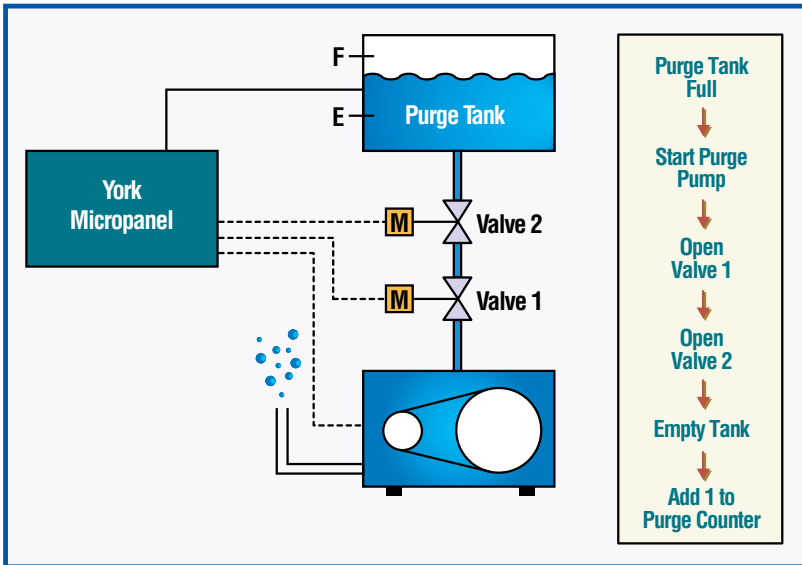 F
E
Purge Tank
York
Micropanel
M
Valve 2
M
Valve 1
Purge Tank
Full
Start Purge
Pump
Open
Valve 1
Open
Valve 2
Empty Tank
Add 1 to
Purge Counter